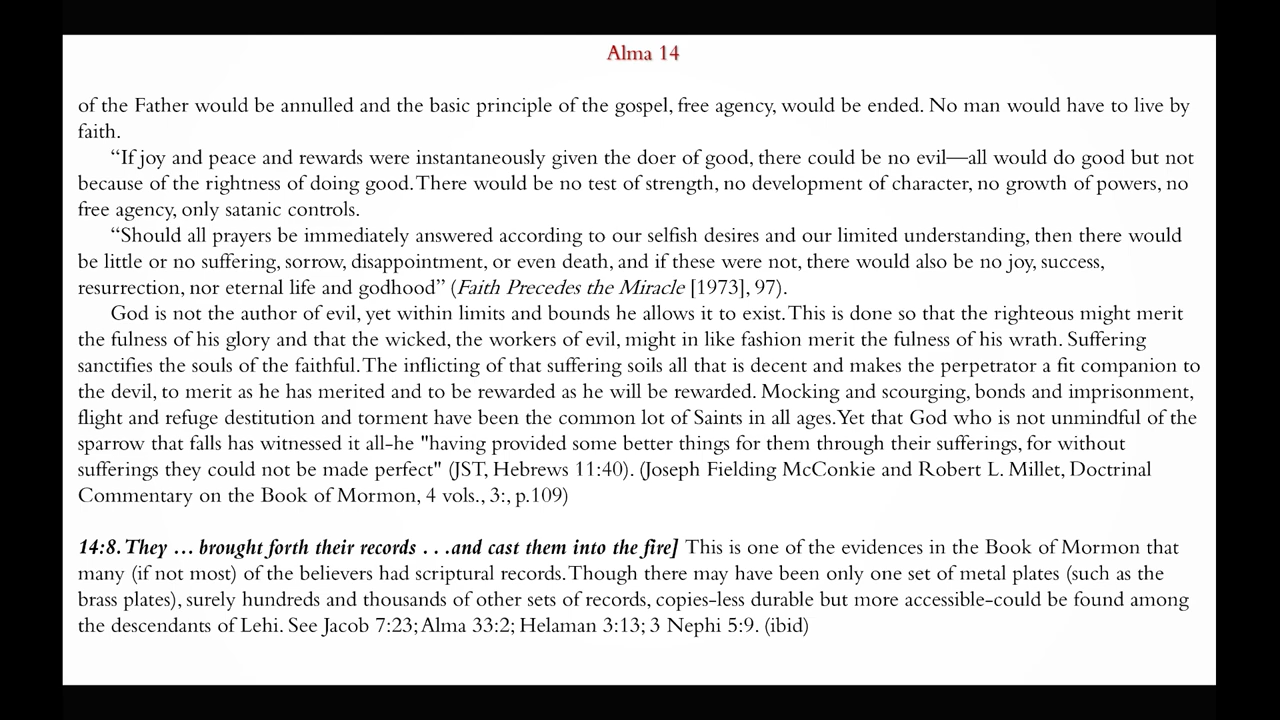 Alma 14
of the Father would be annulled and the basic principle of the gospel, free agency, would be ended. No man would have to live by
faith.
“If joy and peace and rewards were instantaneously given the doer of good, there could be no evil—all would do good but not
because of the rightness of doing good. There would be no test of strength, no development of character, no growth of powers, no
free agency, only satanic controls.
“Should all prayers be immediately answered according to our selfish desires and our limited understanding, then there would
be little or no suffering, sorrow, disappointment, or even death, and if these were not, there would also be no joy, success,
resurrection, nor eternal life and godhood” (Faith Precedes the Miracle [1973], 97).
God is not the author of evil, yet within limits and bounds he allows it to exist. This is done so that the righteous might merit
the fulness of his glory and that the wicked, the workers of evil, might in like fashion merit the fulness of his wrath. Suffering
sanctifies the souls of the faithful. The inflicting of that suffering soils all that is decent and makes the perpetrator a fit companion to
the devil, to merit as he has merited and to be rewarded as he will be rewarded. Mocking and scourging, bonds and imprisonment,
flight and refuge destitution and torment have been the common lot of Saints in all ages. Yet that God who is not unmindful of the
sparrow that falls has witnessed it all-he "having provided some better things for them through their sufferings, for without
sufferings they could not be made perfect" (JST, Hebrews 11:40). (Joseph Fielding McConkie and Robert L. Millet, Doctrinal
Commentary on the Book of Mormon, 4 vols., 3:, p.109)
14:8. They … brought forth their records . . .and cast them into the fire] This is one of the evidences in the Book of Mormon that
many (if not most) of the believers had scriptural records. Though there may have been only one set of metal plates (such as the
brass plates), surely hundreds and thousands of other sets of records, copies-less durable but more accessible-could be found among
the descendants of Lehi. See Jacob 7:23; Alma 33:2; Helaman 3:13; 3 Nephi 5:9. (ibid)